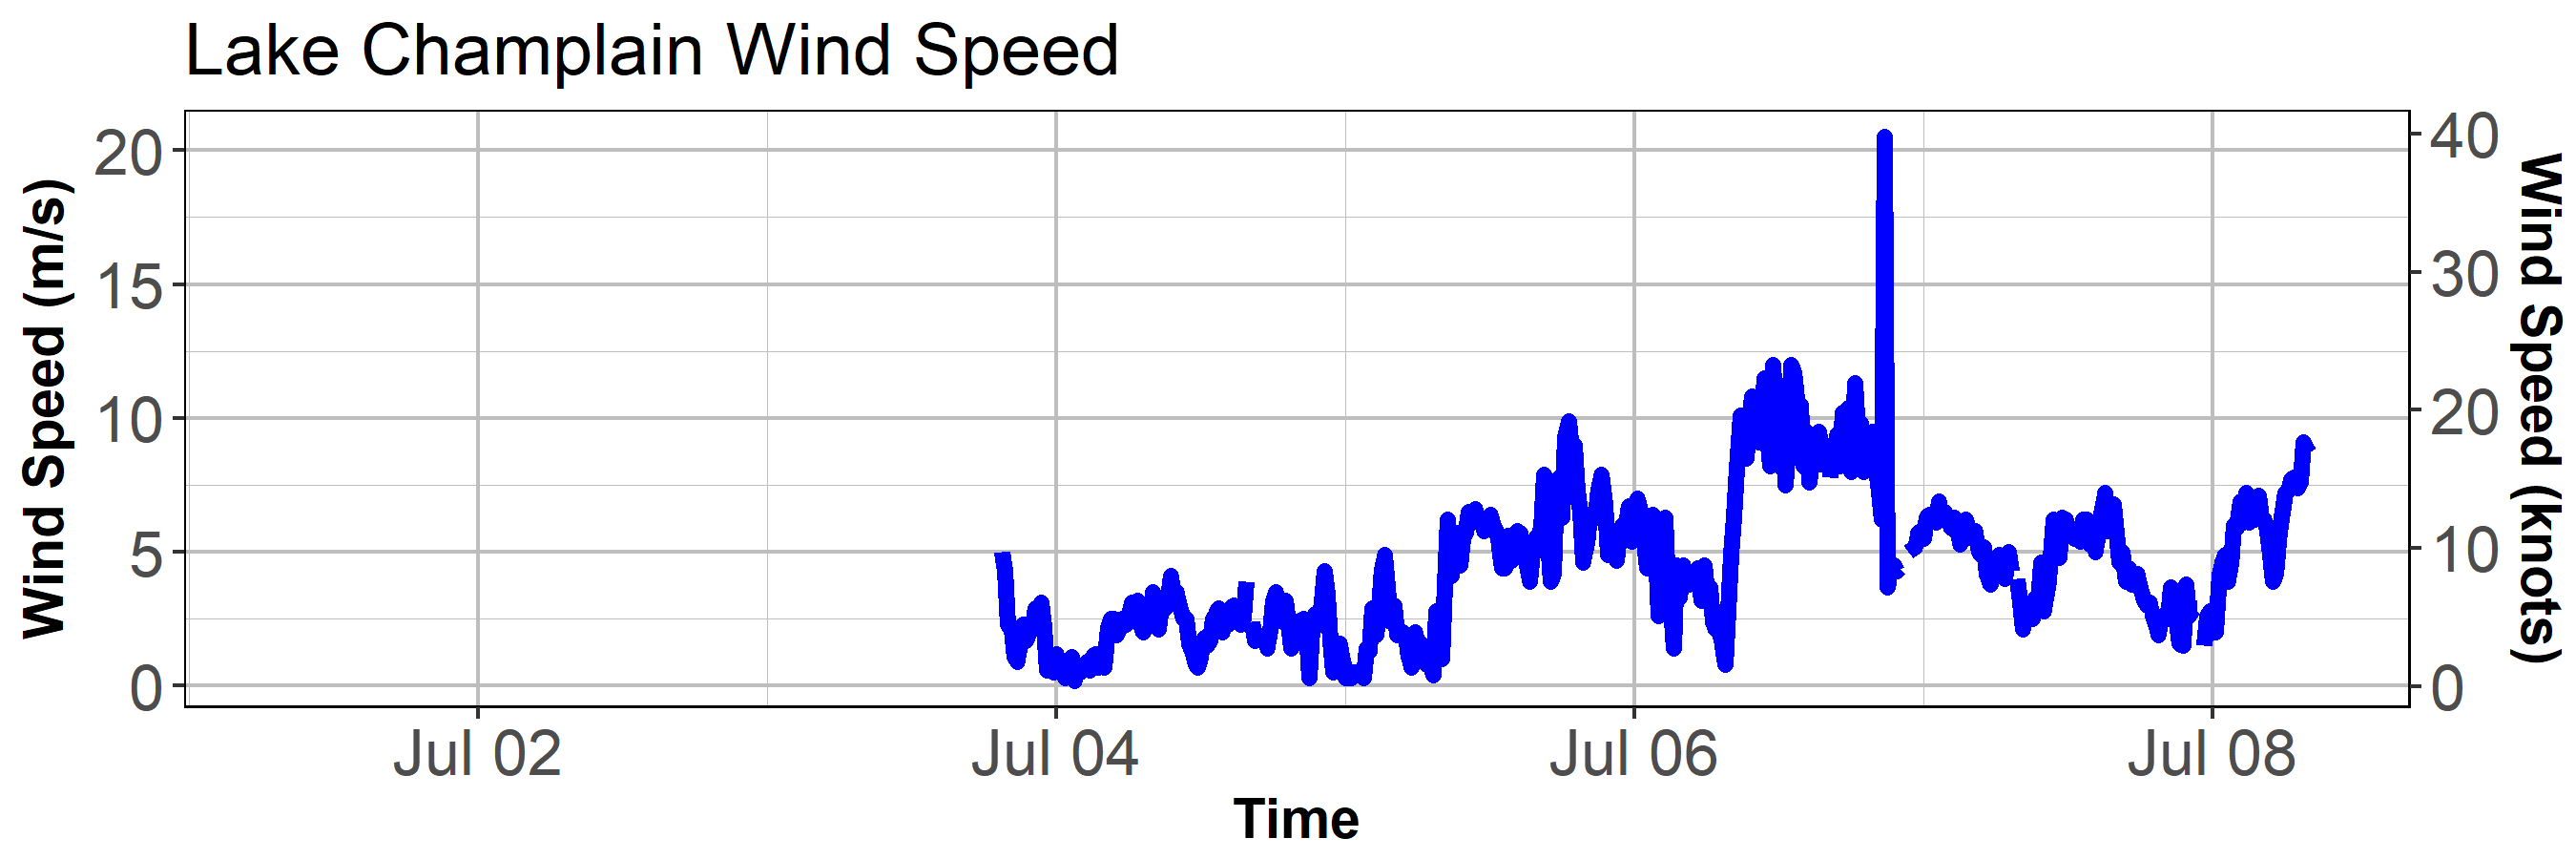 Lake Champlain Wind Speed
Wind Speed (m/s)
20
15
10
5
0
40
30
20
10
0
Wind Speed (knots)
Jul 02
Jul 04
Jul 06
Jul 08
Time